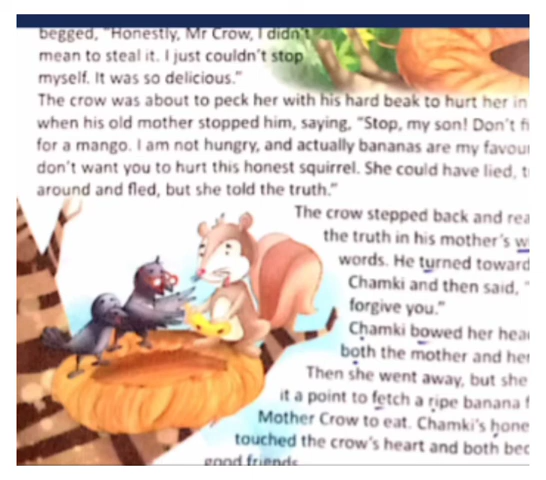 begged, "Honestly, Mr Crow, I didn't
mean to steal it. I just couldn't stop
myself. It was so delicious."
The crow was about to peck her with his hard beak to hurt her in
when his old mother stopped him, saying, "Stop, my son! Don't fi
for a mango. I am not hungry, and actually bananas are my favou
don't want you to hurt this honest squirrel. She could have lied, t
around and fled, but she told the truth."
The crow stepped back and rea
the truth in his mother's w
words. He turned toward
Chamki and then said, "
forgive you."
Chamki bowed her hea
both the mother and her
Then she went away, but she
it a point to fetch a ripe banana f
Mother Crow to eat. Chamki's hone
touched the crow's heart and both bec
good friends